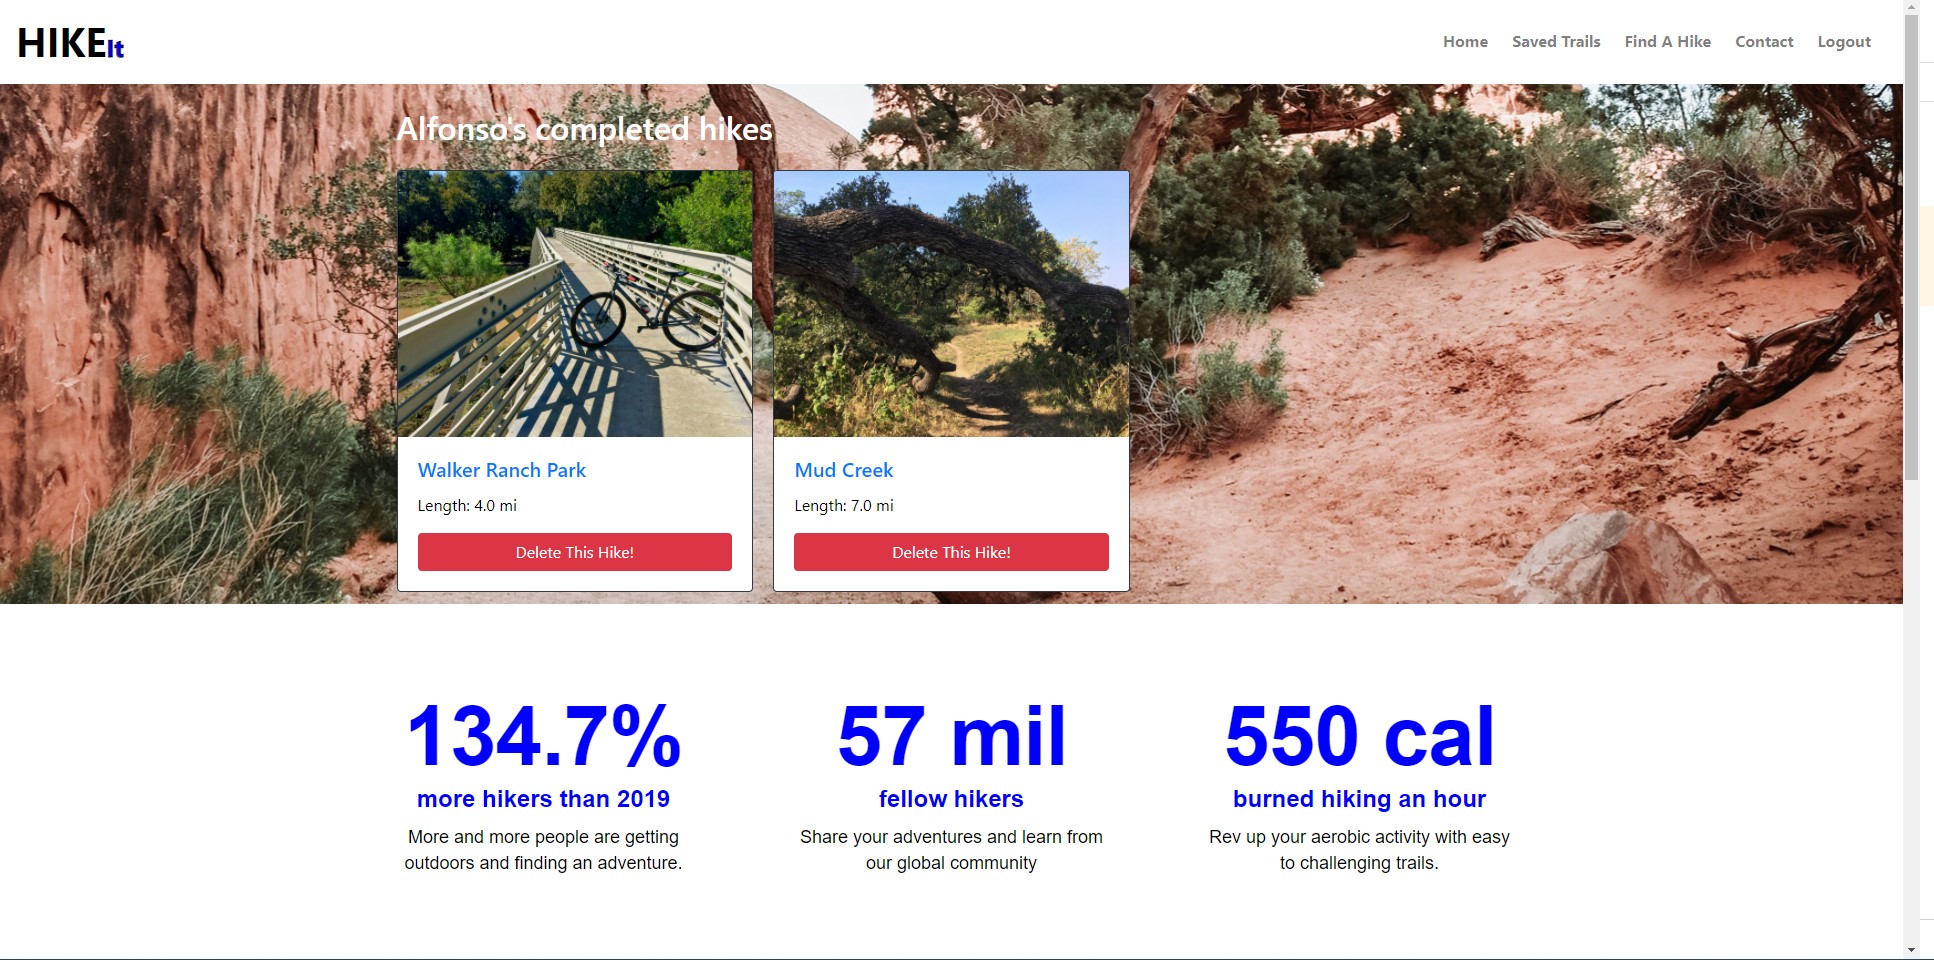 HIKEIt
Home Saved Trails Find A Hike Contact Logout
Alfonso's completed hikes
Walker Ranch Park
Length: 4.0 mi
Delete This Hike!
Mud Creek
Length: 7.0 mi
Delete This Hike!
134.7%
more hikers than 2019
More and more people are getting
outdoors and finding an adventure.
57 mil
fellow hikers
Share your adventures and learn from
our global community
550 cal
burned hiking an hour
Rev up your aerobic activity with easy
to challenging trails.